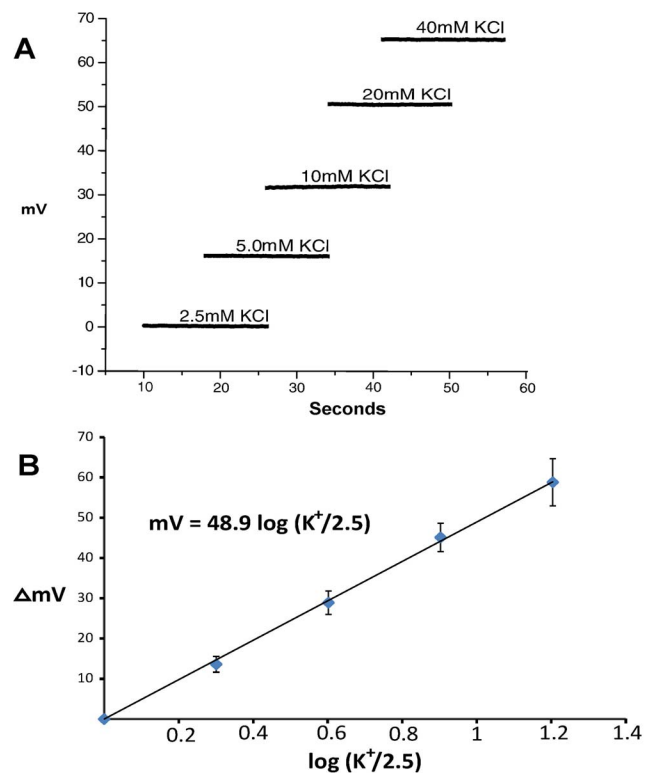 A
70
60
50
40
30
20
10
0
-10
mV
40mM KCl
20mM KCl
10mM KCl
5.0mM KCl
2.5mM KCl
10 20 30 40 50 60
Seconds
B
70
60
50
40
30
20
10
ΔmV
mV = 48.9 log (K⁺/2.5)
0.2 0.4 0.6 0.8 1 1.2 1.4
log (K⁺/2.5)